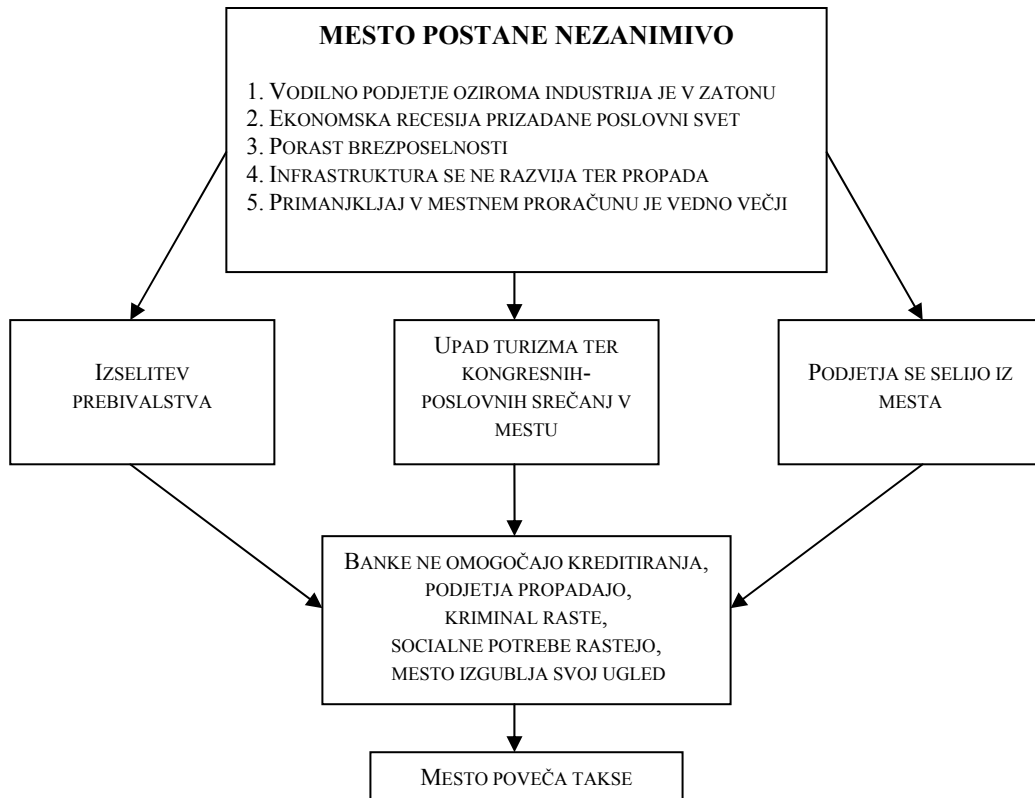 MESTO POSTANE NEZANIMIVO
1. VODILNO PODJETJE OZIROMA INDUSTRIJA JE V ZATONU
2. EKONOMSKA RECESIJA PRIZADANE POSLOVNI SVET
3. PORAST BREZPOSELNOSTI
4. INFRASTRUKTURA SE NE RAZVIJA TER PROPADA
5. PRIMANJKLJAJ V MESTNEM PRORAČUNU JE VEDNO VEČJI
IZSELITEV
PREBIVALSTVA
UPAD TURIZMA TER
KONGRESNIH-
POSLOVNIH SREČANJ V
MESTU
PODJETJA SE SELIJO IZ
MESTA
BANKE NE OMOGOČAJO KREDITIRANJA,
PODJETJA PROPADAJO,
KRIMINAL RASTE,
SOCIALNE POTREBE RASTEJO,
MESTO IZGUBLJA SVOJ UGLED
MESTO POVEČA TAKSE